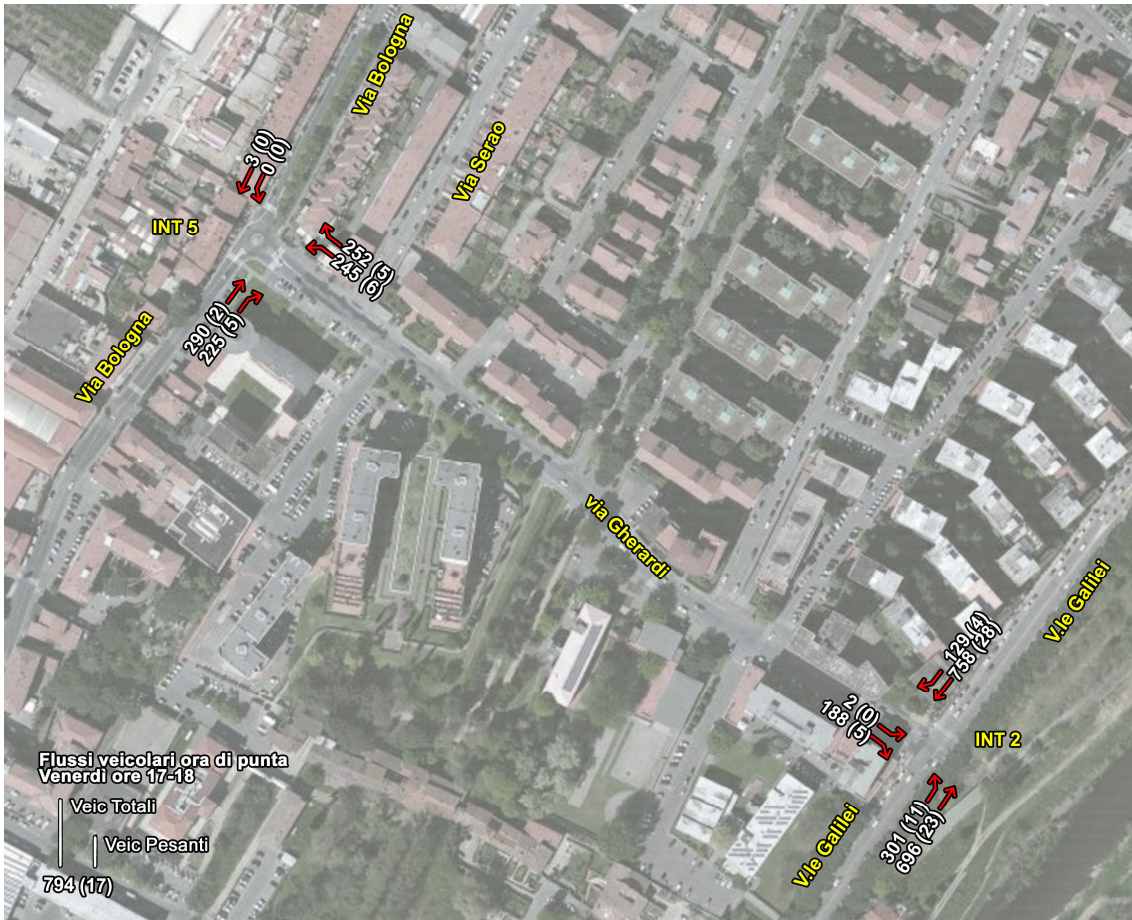 Via Bologna
Via Serao
3 (0)
0 (0)
INT 5
252 (5)
245 (6)
290 (2)
225 (5)
Via Bologna
via Gherardi
V.le Galilei
129 (4)
758 (28)
2 (0)
188 (5)
INT 2
301 (11)
696 (23)
V.le Galilei
Flussi veicolari ora di punta
Venerdì ore 17-18
Veic Totali
Veic Pesanti
794 (17)